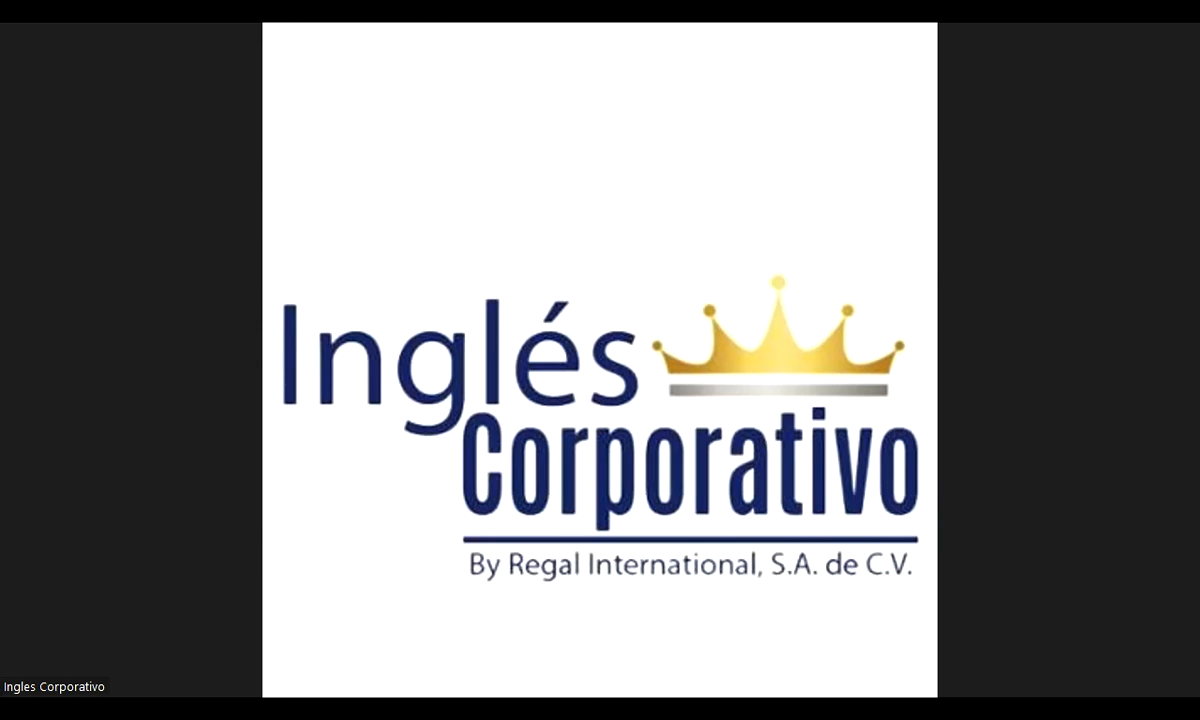 Inglés
Corporativo
By Regal International, S.A. de C.V.
Ingles Corporativo